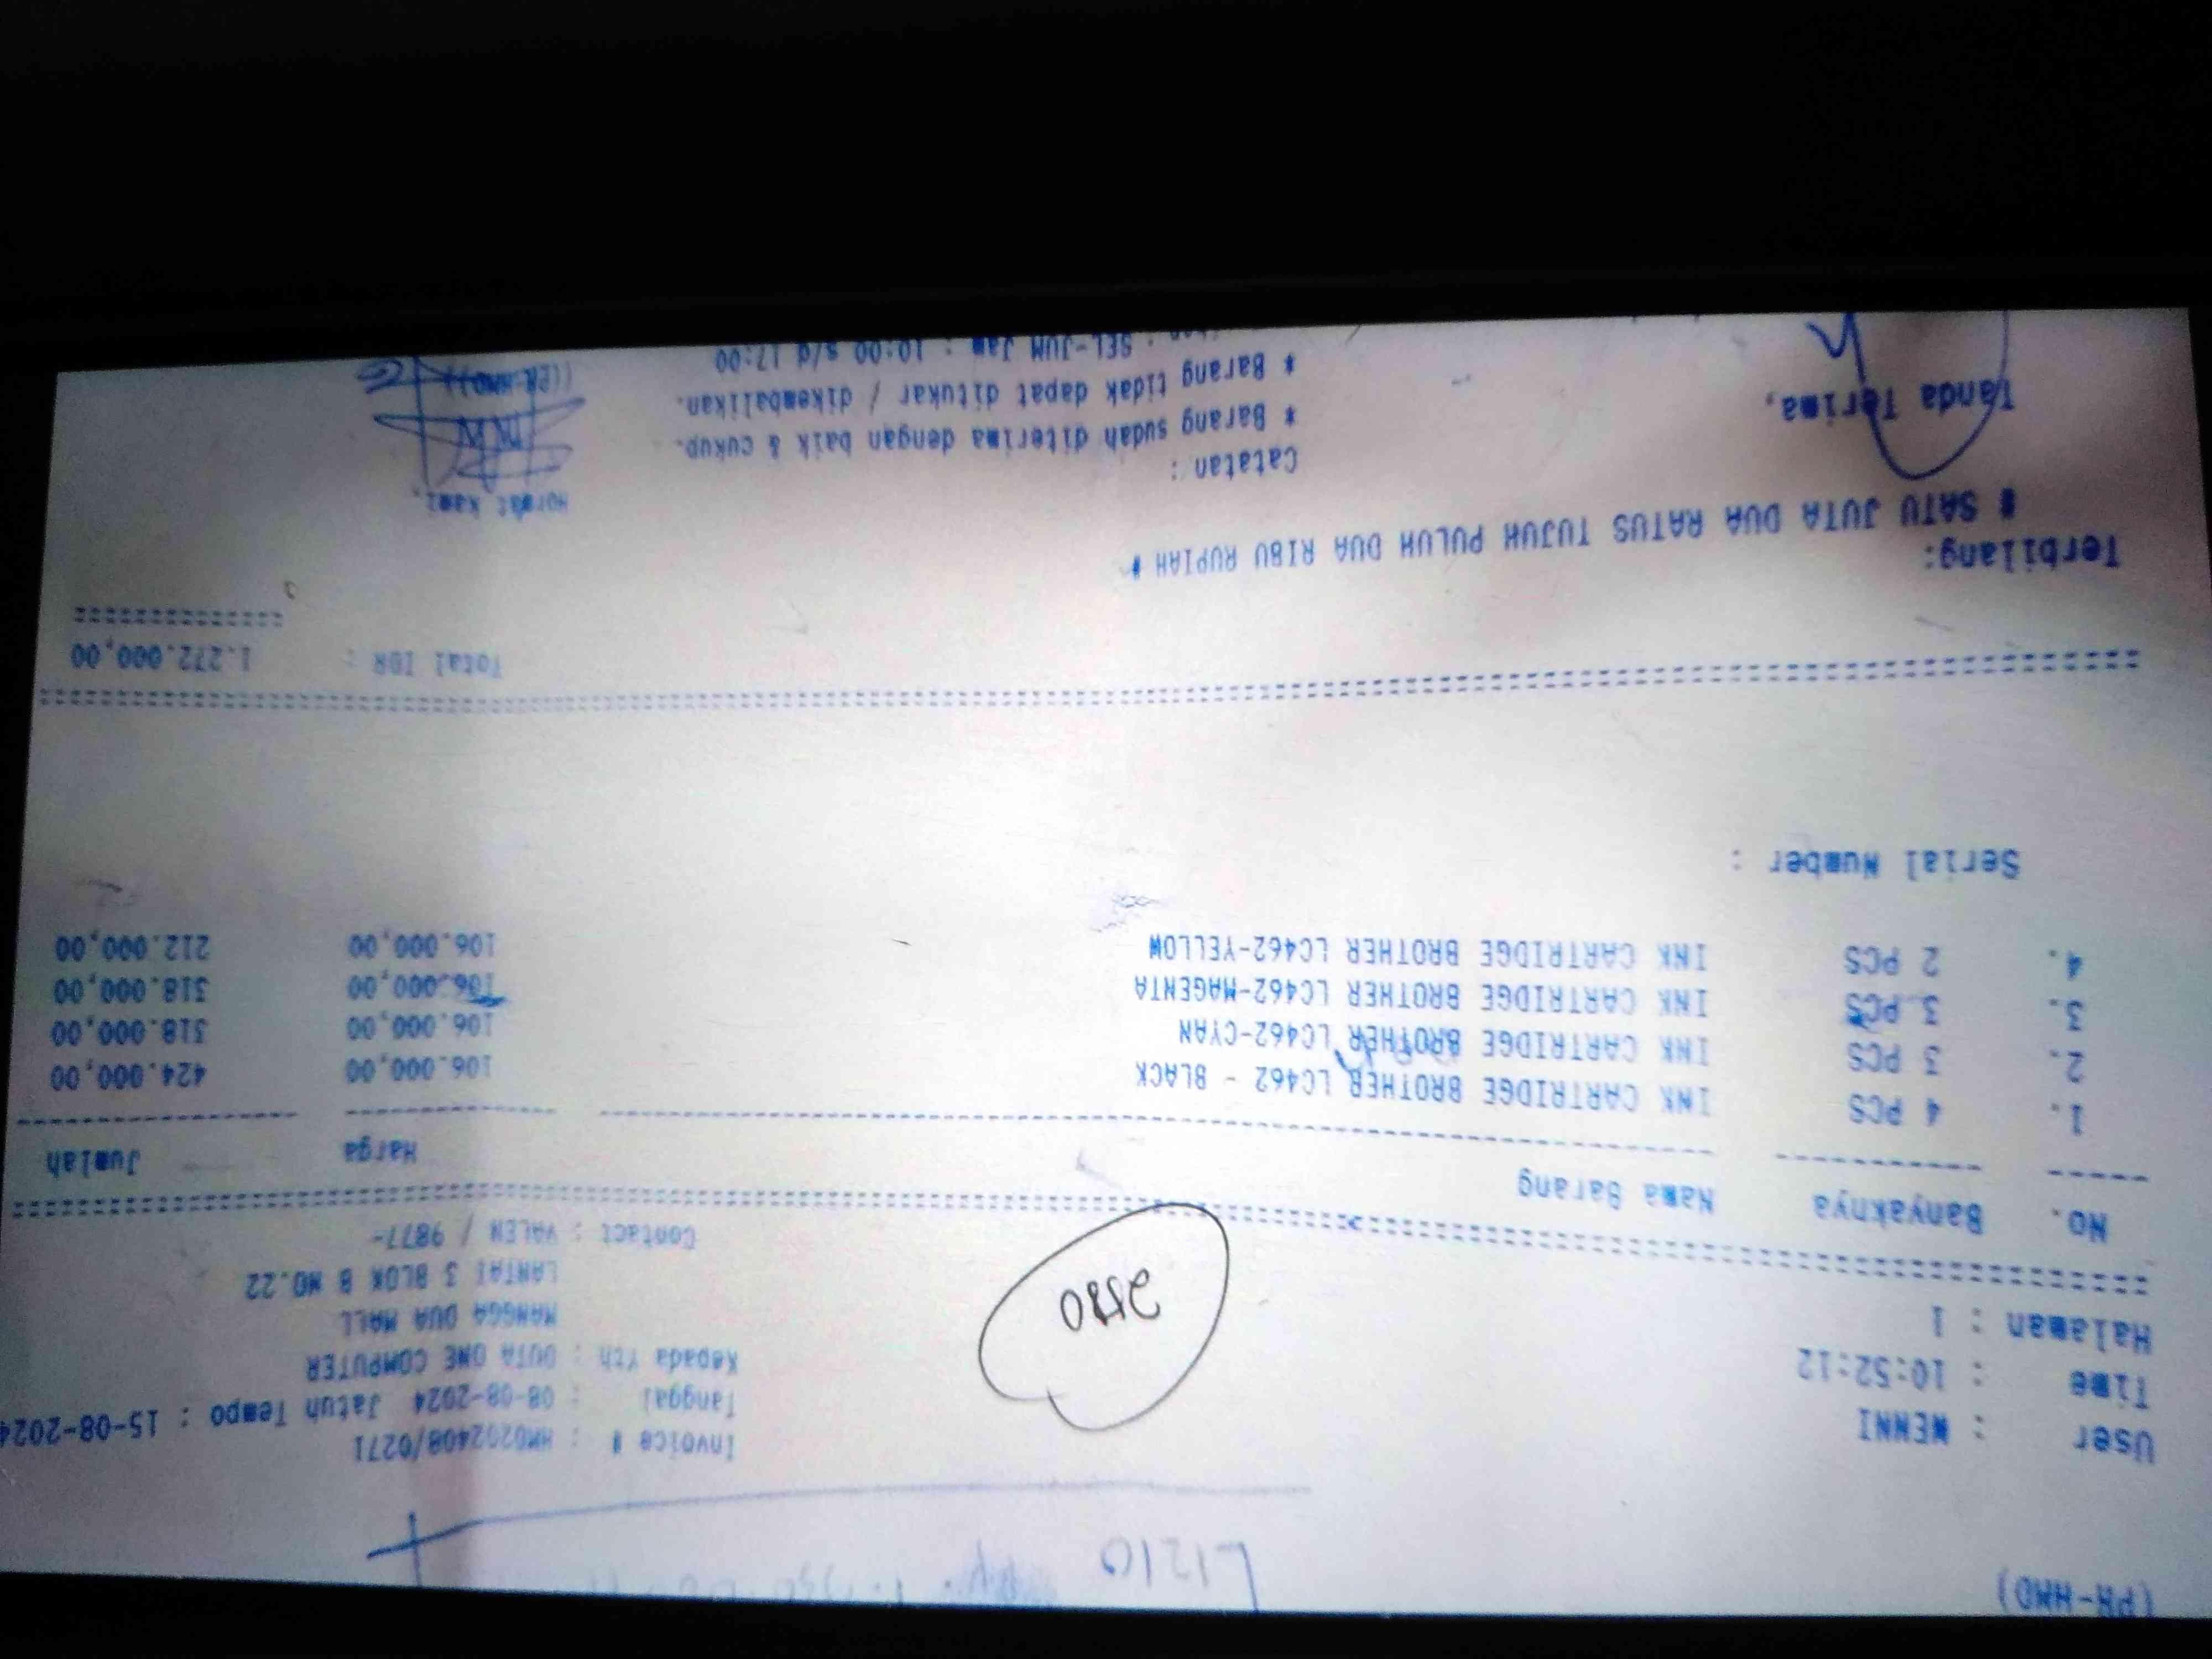 (PA-HMD)
L1210
User : WENNI
Time : 10:52:12
Halaman : 1
2580
Invoice # : HMD202408/0271
Tanggal : 08-08-2024 Jatuh Tempo : 15-08-2024
Kepada Yth : DUTA ONE COMPUTER
MANGGA DUA MALL
LANTAI 3 BLOK B NO.22
Contact : VALEN / 9877-
NO. Banyaknya Nama Barang Harga Jumlah
1. 4 PCS INK CARTRIDGE BROTHER LC462 - BLACK 106.000,00 424.000,00
2. 3 PCS INK CARTRIDGE BROTHER LC462-CYAN 106.000,00 318.000,00
3. 3 PCS INK CARTRIDGE BROTHER LC462-MAGENTA 106.000,00 318.000,00
4. 2 PCS INK CARTRIDGE BROTHER LC462-YELLOW 106.000,00 212.000,00
Serial Number :
Total IDR : 1.272.000,00
Terbilang:
# SATU JUTA DUA RATUS TUJUH PULUH DUA RIBU RUPIAH #
Tanda Terima,
Catatan :
* Barang sudah diterima dengan baik & cukup.
* Barang tidak dapat ditukar / dikembalikan.
: SEL-JUM Jam : 10:00 s/d 17:00
Hormat Kami,
((PA-HMD))